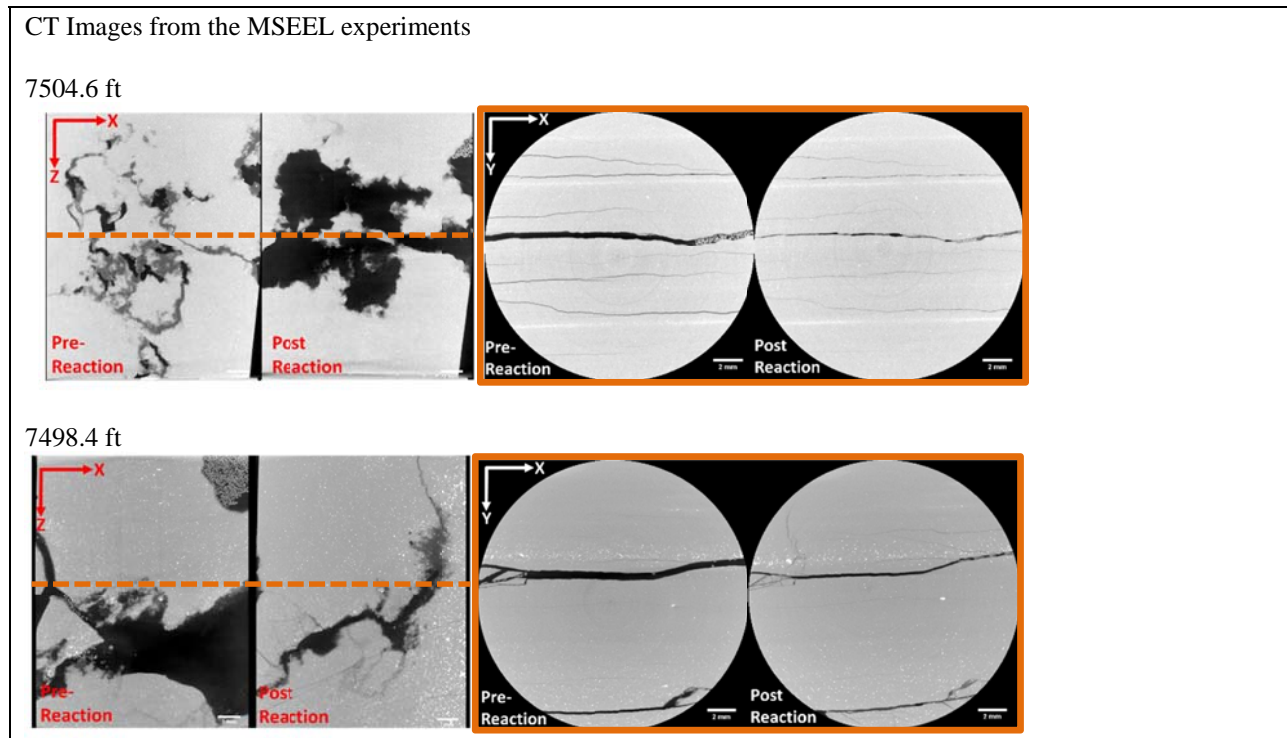 CT Images from the MSEEL experiments
7504.6 ft
X
Z
Pre-
Reaction
Post
Reaction
X
Y
Pre-
Reaction
2 mm
Post
Reaction
2 mm
7498.4 ft
X
Z
Pre-
Reaction
Post
Reaction
X
Y
Pre-
Reaction
2 mm
Post
Reaction
2 mm